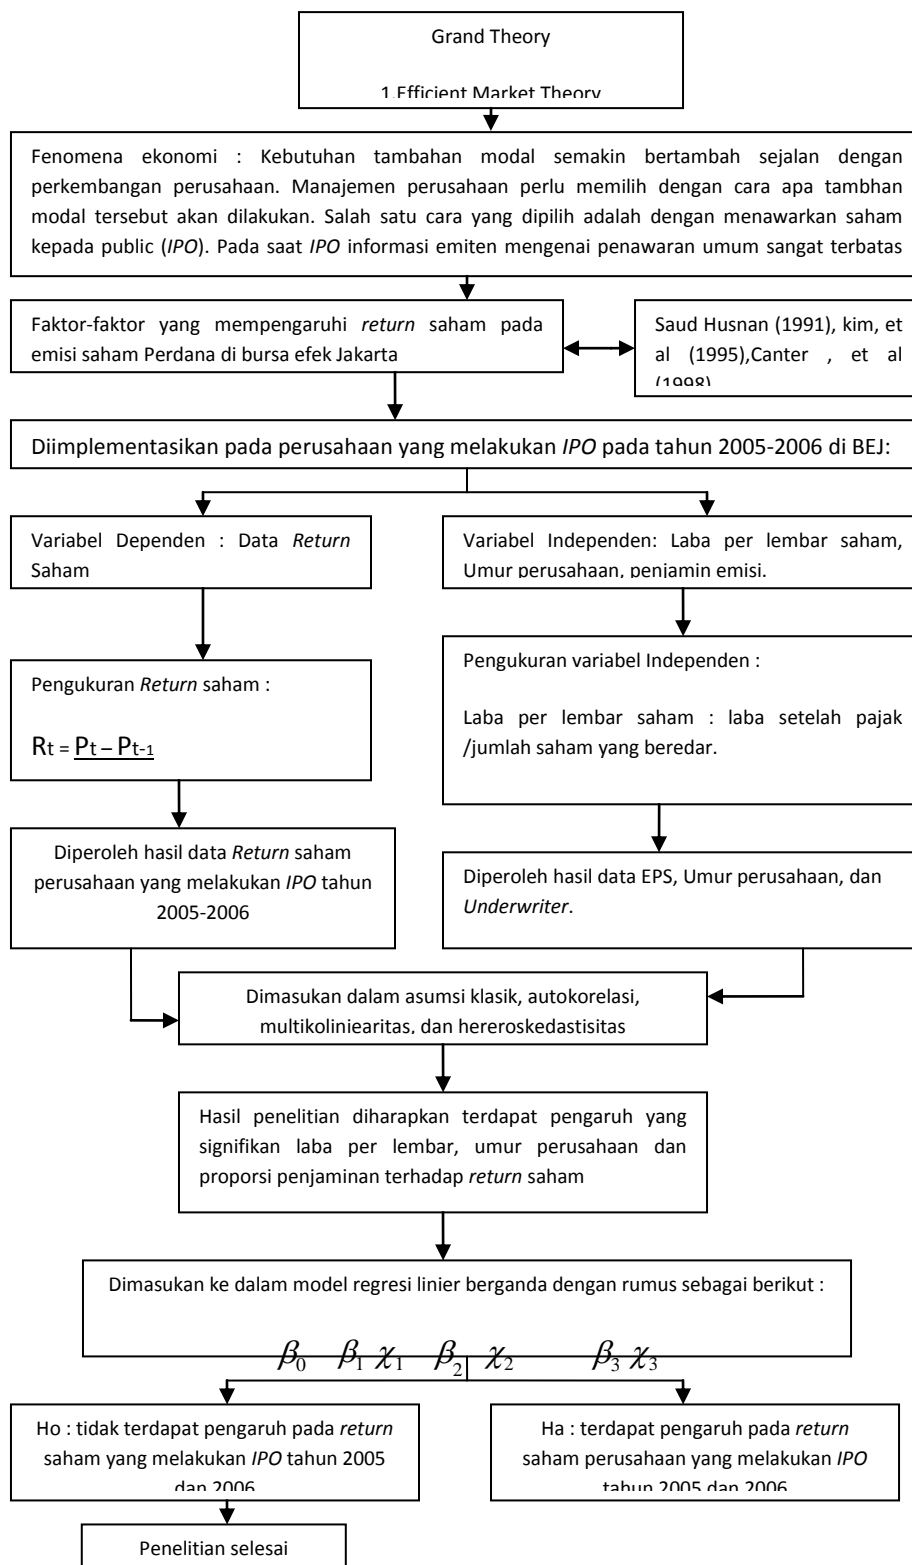 Grand Theory
1.Efficient Market Theory
Fenomena ekonomi : Kebutuhan tambahan modal semakin bertambah sejalan dengan
perkembangan perusahaan. Manajemen perusahaan perlu memilih dengan cara apa tambhan
modal tersebut akan dilakukan. Salah satu cara yang dipilih adalah dengan menawarkan saham
kepada public (IPO). Pada saat IPO informasi emiten mengenai penawaran umum sangat terbatas
Faktor-faktor yang mempengaruhi return saham pada
emisi saham Perdana di bursa efek Jakarta
Saud Husnan (1991), kim, et
al (1995),Canter , et al
(1998)
Diimplementasikan pada perusahaan yang melakukan IPO pada tahun 2005-2006 di BEJ:
Variabel Dependen : Data Return
Saham
Variabel Independen: Laba per lembar saham,
Umur perusahaan, penjamin emisi.
Pengukuran Return saham :
Rt = Pt – Pt-1
Pengukuran variabel Independen :
Laba per lembar saham : laba setelah pajak
/jumlah saham yang beredar.
Diperoleh hasil data Return saham
perusahaan yang melakukan IPO tahun
2005-2006
Diperoleh hasil data EPS, Umur perusahaan, dan
Underwriter.
Dimasukan dalam asumsi klasik, autokorelasi,
multikoliniearitas, dan hereroskedastisitas
Hasil penelitian diharapkan terdapat pengaruh yang
signifikan laba per lembar, umur perusahaan dan
proporsi penjaminan terhadap return saham
Dimasukan ke dalam model regresi linier berganda dengan rumus sebagai berikut :
β0 β1 χ1 β2 χ2 β3 χ3
Ho : tidak terdapat pengaruh pada return
saham yang melakukan IPO tahun 2005
dan 2006
Ha : terdapat pengaruh pada return
saham perusahaan yang melakukan IPO
tahun 2005 dan 2006
Penelitian selesai